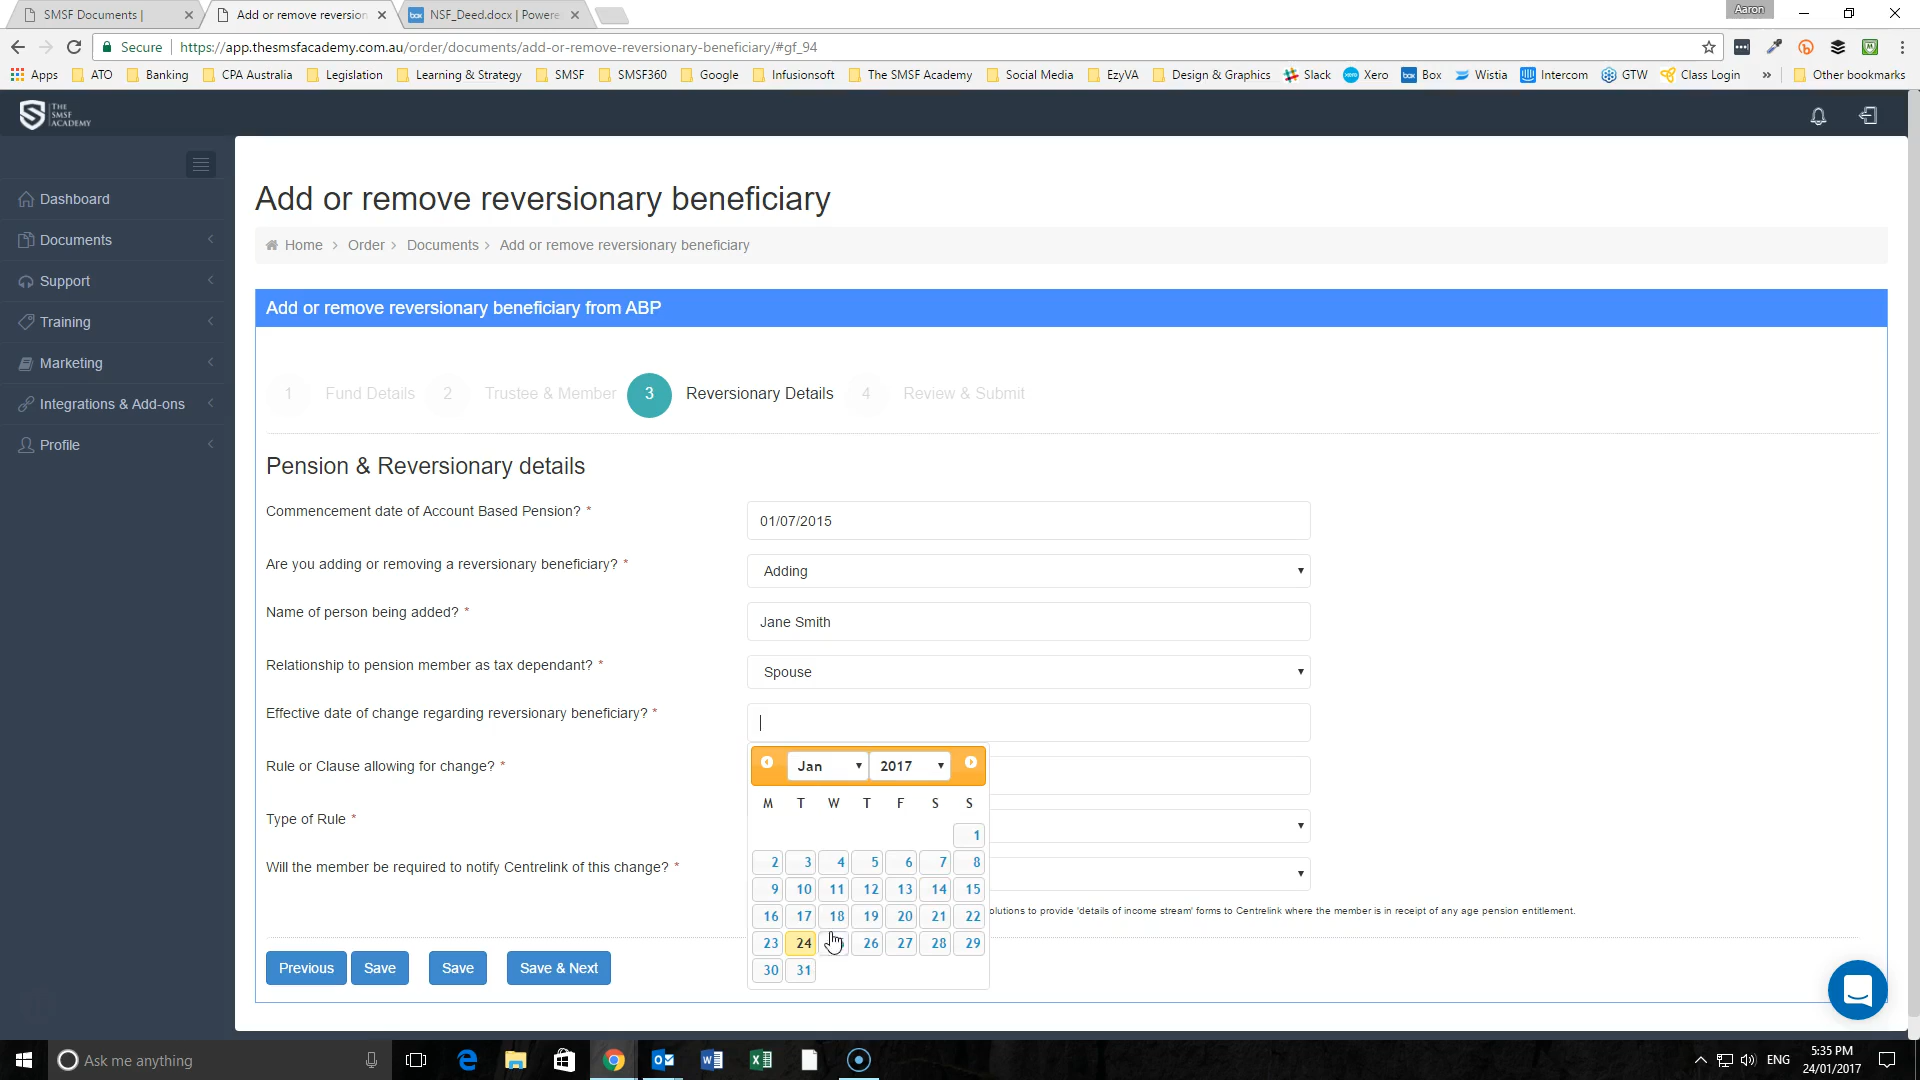 SMSF Documents |
Add or remove reversion
NSF_Deed.docx | Powere
Aaron
Secure
https://app.thesmsfacademy.com.au/order/documents/add-or-remove-reversionary-beneficiary/#gf_94
Apps
ATO
Banking
CPA Australia
Legislation
Learning & Strategy
SMSF
SMSF360
Google
Infusionsoft
The SMSF Academy
Social Media
EzyVA
Design & Graphics
Slack
Xero
Box
Wistia
Intercom
GTW
Class Login
»
Other bookmarks
THE
SMSF
ACADEMY
Dashboard
Documents
Support
Training
Marketing
Integrations & Add-ons
Profile
Add or remove reversionary beneficiary
Home > Order > Documents > Add or remove reversionary beneficiary
Add or remove reversionary beneficiary from ABP
1 Fund Details 2 Trustee & Member 3 Reversionary Details 4 Review & Submit
Pension & Reversionary details
Commencement date of Account Based Pension? *
01/07/2015
Are you adding or removing a reversionary beneficiary? *
Adding
Name of person being added? *
Jane Smith
Relationship to pension member as tax dependant? *
Spouse
Effective date of change regarding reversionary beneficiary? *
Rule or Clause allowing for change? *
Type of Rule *
Will the member be required to notify Centrelink of this change? *
Jan 2017
M T W T F S S
1
2 3 4 5 6 7 8
9 10 11 12 13 14 15
16 17 18 19 20 21 22
23 24 26 27 28 29
30 31
olutions to provide 'details of income stream' forms to Centrelink where the member is in receipt of any age pension entitlement.
Previous
Save
Save
Save & Next
Ask me anything
ENG
5:35 PM
24/01/2017